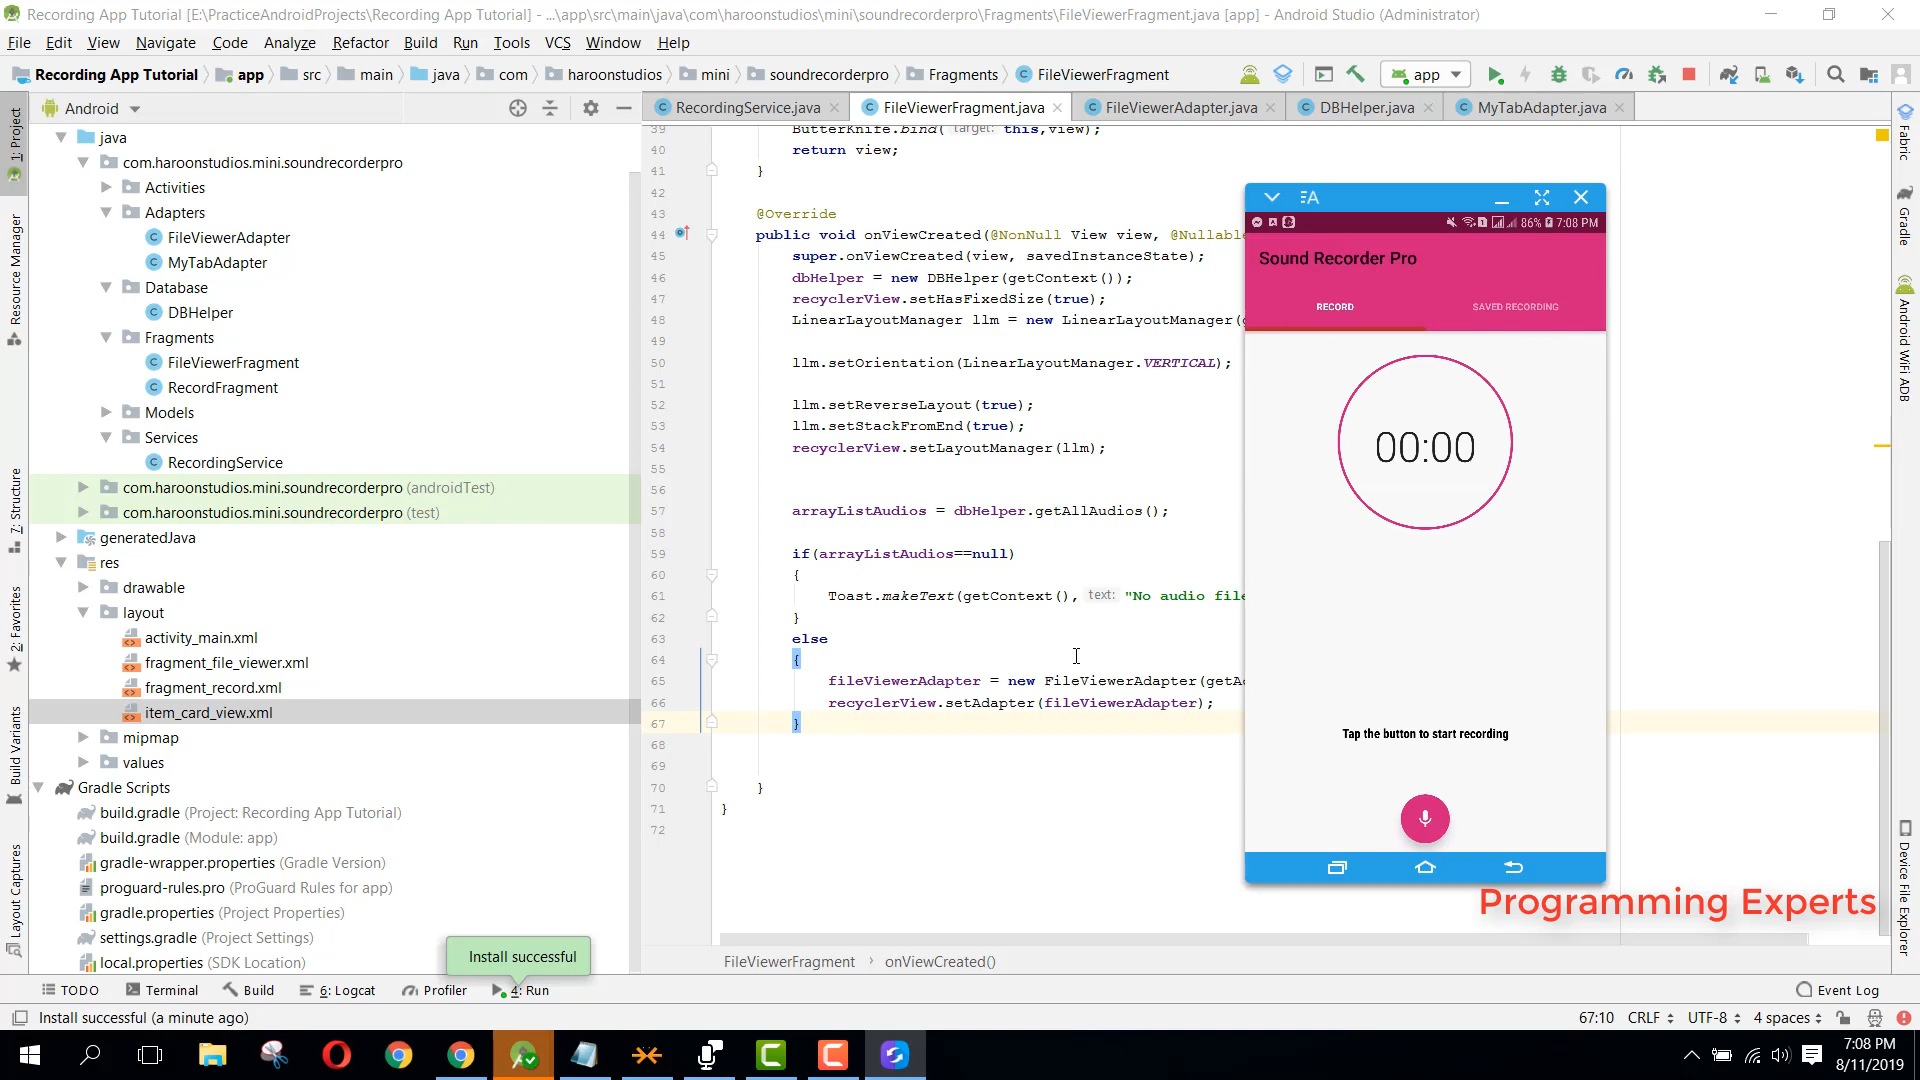 Recording App Tutorial [E:\PracticeAndroidProjects\Recording App Tutorial] - ...\app\src\main\java\com\haroonstudios\mini\soundrecorderpro\Fragments\FileViewerFragment.java [app] - Android Studio (Administrator)
File Edit View Navigate Code Analyze Refactor Build Run Tools VCS Window Help
Recording App Tutorial app src main java com haroonstudios mini soundrecorderpro Fragments FileViewerFragment app
Android
RecordingService.java FileViewerFragment.java FileViewerAdapter.java DBHelper.java MyTabAdapter.java
1: Project
Resource Manager
7: Structure
2: Favorites
Build Variants
Layout Captures
java
com.haroonstudios.mini.soundrecorderpro
Activities
Adapters
FileViewerAdapter
MyTabAdapter
Database
DBHelper
Fragments
FileViewerFragment
RecordFragment
Models
Services
RecordingService
com.haroonstudios.mini.soundrecorderpro (androidTest)
com.haroonstudios.mini.soundrecorderpro (test)
generatedJava
res
drawable
layout
activity_main.xml
fragment_file_viewer.xml
fragment_record.xml
item_card_view.xml
mipmap
values
Gradle Scripts
build.gradle (Project: Recording App Tutorial)
build.gradle (Module: app)
gradle-wrapper.properties (Gradle Version)
proguard-rules.pro (ProGuard Rules for app)
gradle.properties (Project Properties)
settings.gradle (Project Settings)
local.properties (SDK Location)
39 ButterKnife.bind( target: this,view);
40 return view;
41 }
42
43 @Override
44 public void onViewCreated(@NonNull View view, @Nullable
45 super.onViewCreated(view, savedInstanceState);
46 dbHelper = new DBHelper(getContext());
47 recyclerView.setHasFixedSize(true);
48 LinearLayoutManager llm = new LinearLayoutManager(
49
50 llm.setOrientation(LinearLayoutManager.VERTICAL);
51
52 llm.setReverseLayout(true);
53 llm.setStackFromEnd(true);
54 recyclerView.setLayoutManager(llm);
55
56
57 arrayListAudios = dbHelper.getAllAudios();
58
59 if(arrayListAudios==null)
60 {
61 Toast.makeText(getContext(), text: "No audio file
62 }
63 else
64 {
65 fileViewerAdapter = new FileViewerAdapter(getA
66 recyclerView.setAdapter(fileViewerAdapter);
67 }
68
69
70 }
71 }
72
86% 7:08 PM
Sound Recorder Pro
RECORD SAVED RECORDING
00:00
Tap the button to start recording
Programming Experts
Fabric
Gradle
Android WiFi ADB
Device File Explorer
FileViewerFragment › onViewCreated()
Install successful
TODO Terminal Build 6: Logcat Profiler 4: Run Event Log
Install successful (a minute ago) 67:10 CRLF UTF-8 4 spaces
7:08 PM
8/11/2019